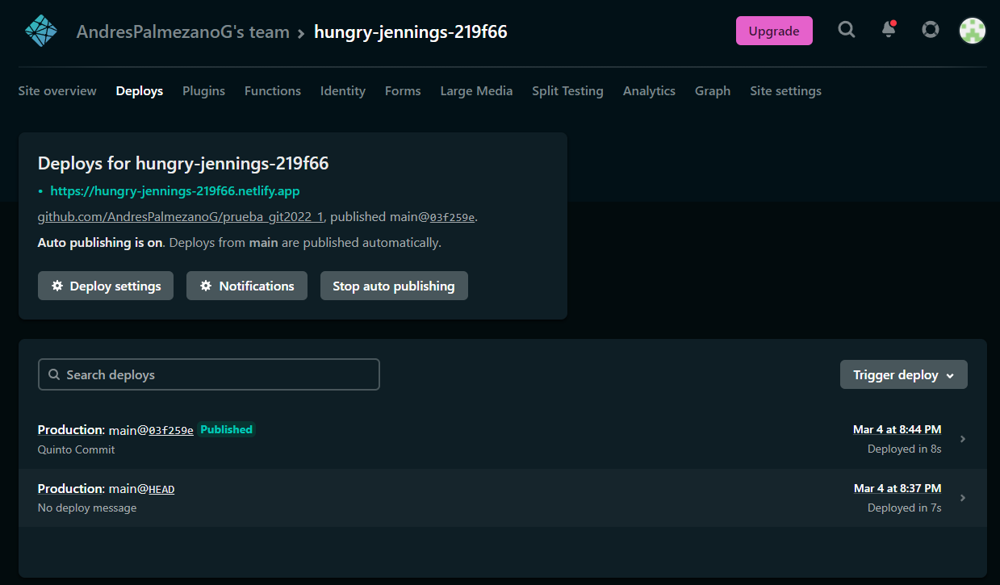 AndresPalmezanoG's team > hungry-jennings-219f66
Upgrade
Site overview Deploys Plugins Functions Identity Forms Large Media Split Testing Analytics Graph Site settings
Deploys for hungry-jennings-219f66
• https://hungry-jennings-219f66.netlify.app
github.com/AndresPalmezanoG/prueba_git2022_1, published main@03f259e.
Auto publishing is on. Deploys from main are published automatically.
Deploy settings Notifications Stop auto publishing
Search deploys
Trigger deploy
Production: main@03f259e Published
Mar 4 at 8:44 PM
Quinto Commit
Deployed in 8s
Production: main@HEAD
Mar 4 at 8:37 PM
No deploy message
Deployed in 7s